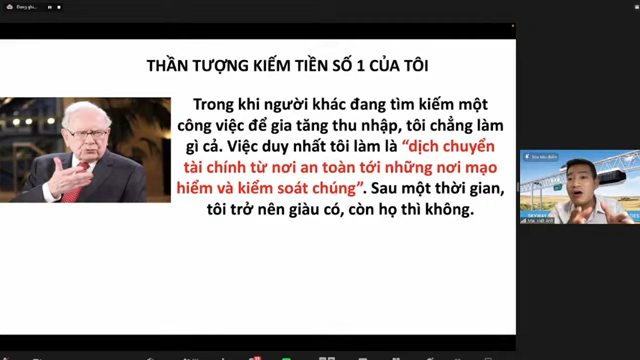 Đang ghi...
THẦN TƯỢNG KIẾM TIỀN SỐ 1 CỦA TÔI
Trong khi người khác đang tìm kiếm một
công việc để gia tăng thu nhập, tôi chẳng làm
gì cả. Việc duy nhất tôi làm là “dịch chuyển
tài chính từ nơi an toàn tới những nơi mạo
hiểm và kiểm soát chúng”. Sau một thời gian,
tôi trở nên giàu có, còn họ thì không.
SKYWAY